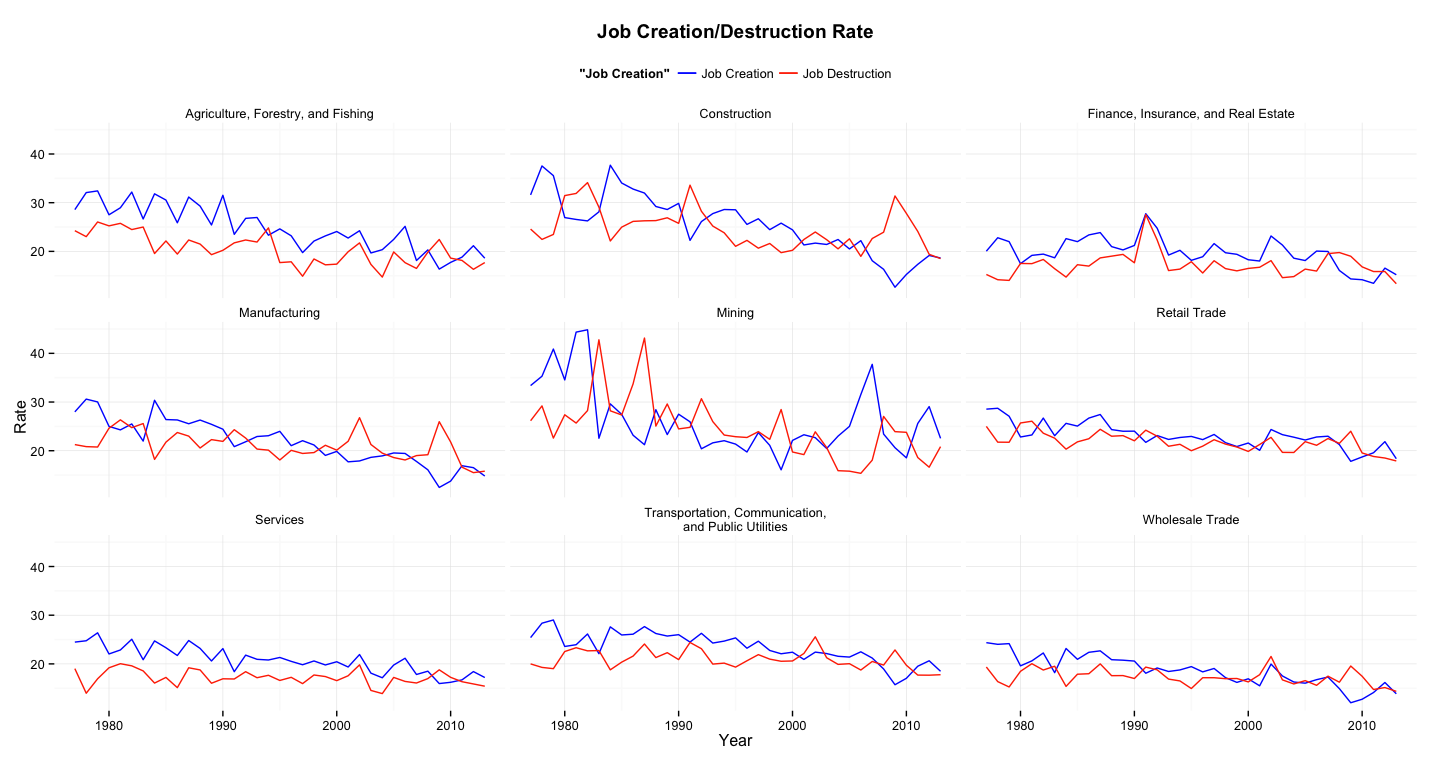 Job Creation/Destruction Rate
"Job Creation" Job Creation Job Destruction
Agriculture, Forestry, and Fishing
Construction
Finance, Insurance, and Real Estate
40
30
20
Manufacturing
Mining
Retail Trade
40
30
20
Rate
Services
Transportation, Communication,
and Public Utilities
Wholesale Trade
40
30
20
1980 1990 2000 2010
1980 1990 2000 2010
1980 1990 2000 2010
Year